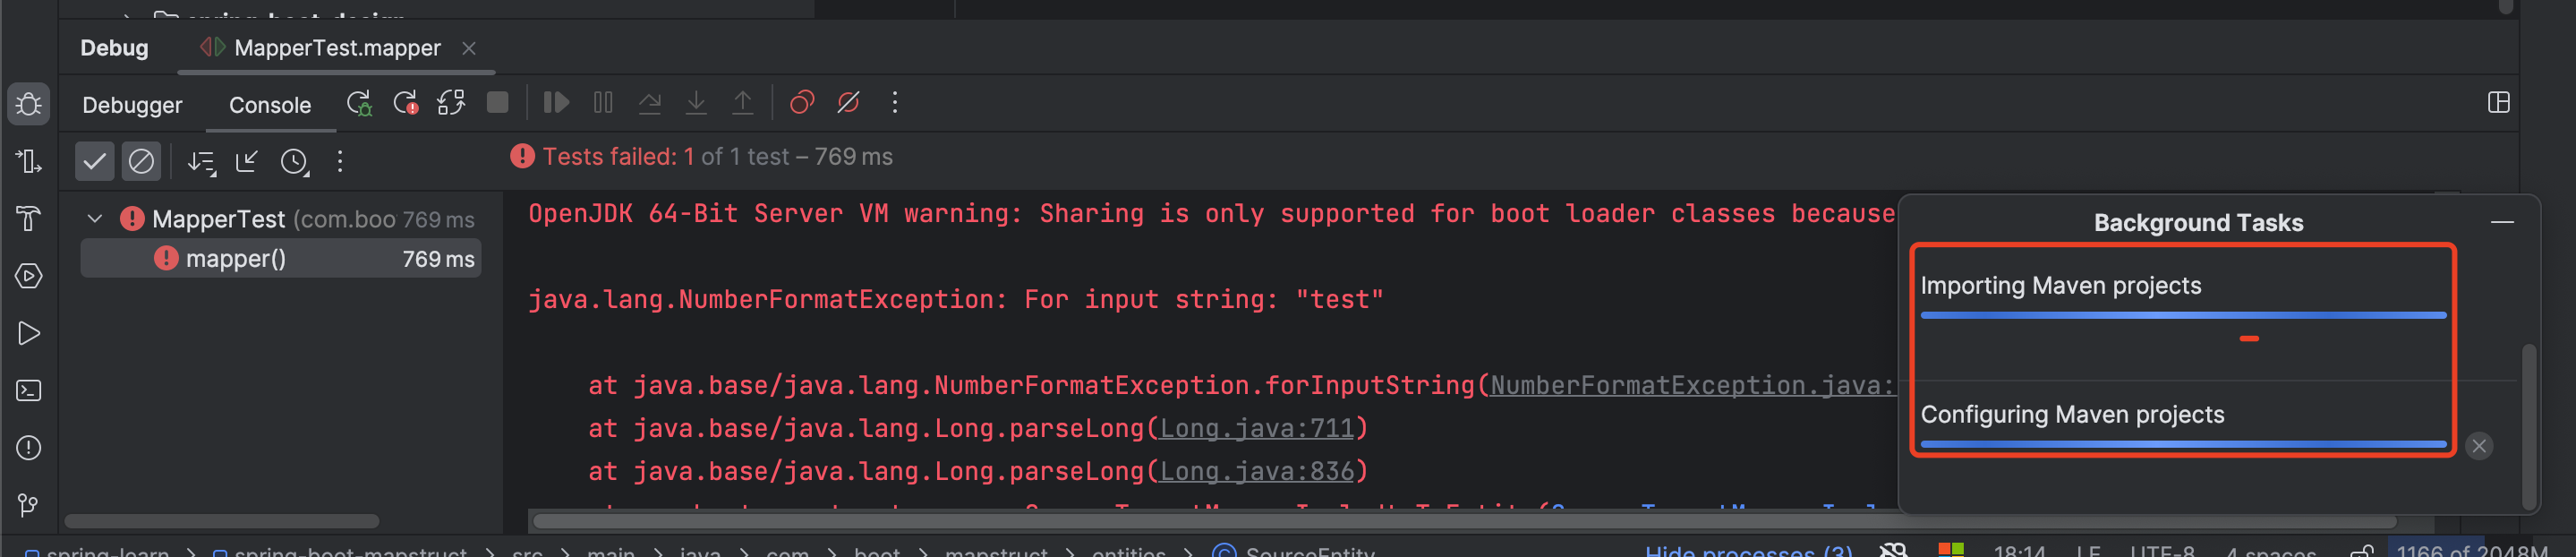 Debug
MapperTest.mapper
Debugger
Console
Tests failed: 1 of 1 test – 769 ms
MapperTest (com.boo 769 ms
mapper() 769 ms
OpenJDK 64-Bit Server VM warning: Sharing is only supported for boot loader classes because
java.lang.NumberFormatException: For input string: "test"
at java.base/java.lang.NumberFormatException.forInputString(NumberFormatException.java:
at java.base/java.lang.Long.parseLong(Long.java:711)
at java.base/java.lang.Long.parseLong(Long.java:836)
Background Tasks
Importing Maven projects
Configuring Maven projects
spring-learn > spring-boot-mapstruct > src > main > java > com > boot > mapstruct > entities > SourceEntity
Hide processes (3)
18:14 LF UTF-8 4 spaces
1166 of 2048M